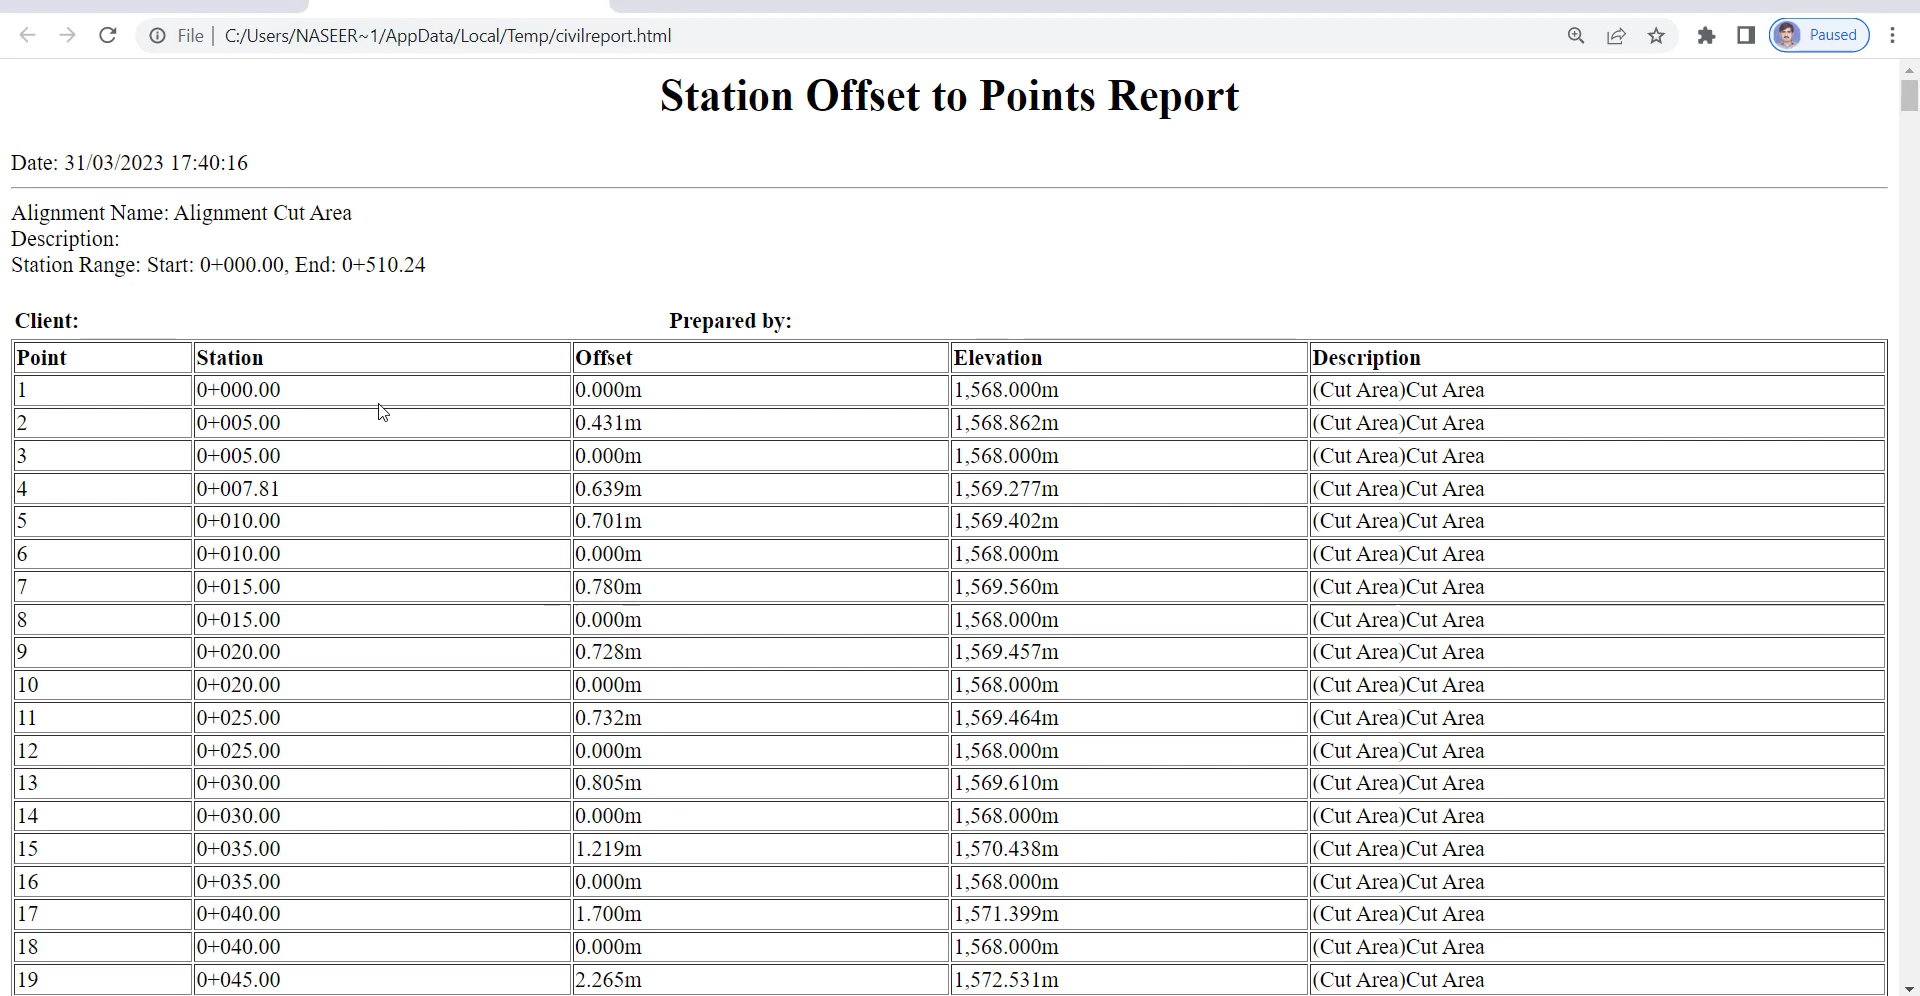 File | C:/Users/NASEER~1/AppData/Local/Temp/civilreport.html Paused
Station Offset to Points Report
Date: 31/03/2023 17:40:16
Alignment Name: Alignment Cut Area
Description:
Station Range: Start: 0+000.00, End: 0+510.24
Client: Prepared by:
Point Station Offset Elevation Description
1 0+000.00 0.000m 1,568.000m (Cut Area)Cut Area
2 0+005.00 0.431m 1,568.862m (Cut Area)Cut Area
3 0+005.00 0.000m 1,568.000m (Cut Area)Cut Area
4 0+007.81 0.639m 1,569.277m (Cut Area)Cut Area
5 0+010.00 0.701m 1,569.402m (Cut Area)Cut Area
6 0+010.00 0.000m 1,568.000m (Cut Area)Cut Area
7 0+015.00 0.780m 1,569.560m (Cut Area)Cut Area
8 0+015.00 0.000m 1,568.000m (Cut Area)Cut Area
9 0+020.00 0.728m 1,569.457m (Cut Area)Cut Area
10 0+020.00 0.000m 1,568.000m (Cut Area)Cut Area
11 0+025.00 0.732m 1,569.464m (Cut Area)Cut Area
12 0+025.00 0.000m 1,568.000m (Cut Area)Cut Area
13 0+030.00 0.805m 1,569.610m (Cut Area)Cut Area
14 0+030.00 0.000m 1,568.000m (Cut Area)Cut Area
15 0+035.00 1.219m 1,570.438m (Cut Area)Cut Area
16 0+035.00 0.000m 1,568.000m (Cut Area)Cut Area
17 0+040.00 1.700m 1,571.399m (Cut Area)Cut Area
18 0+040.00 0.000m 1,568.000m (Cut Area)Cut Area
19 0+045.00 2.265m 1,572.531m (Cut Area)Cut Area